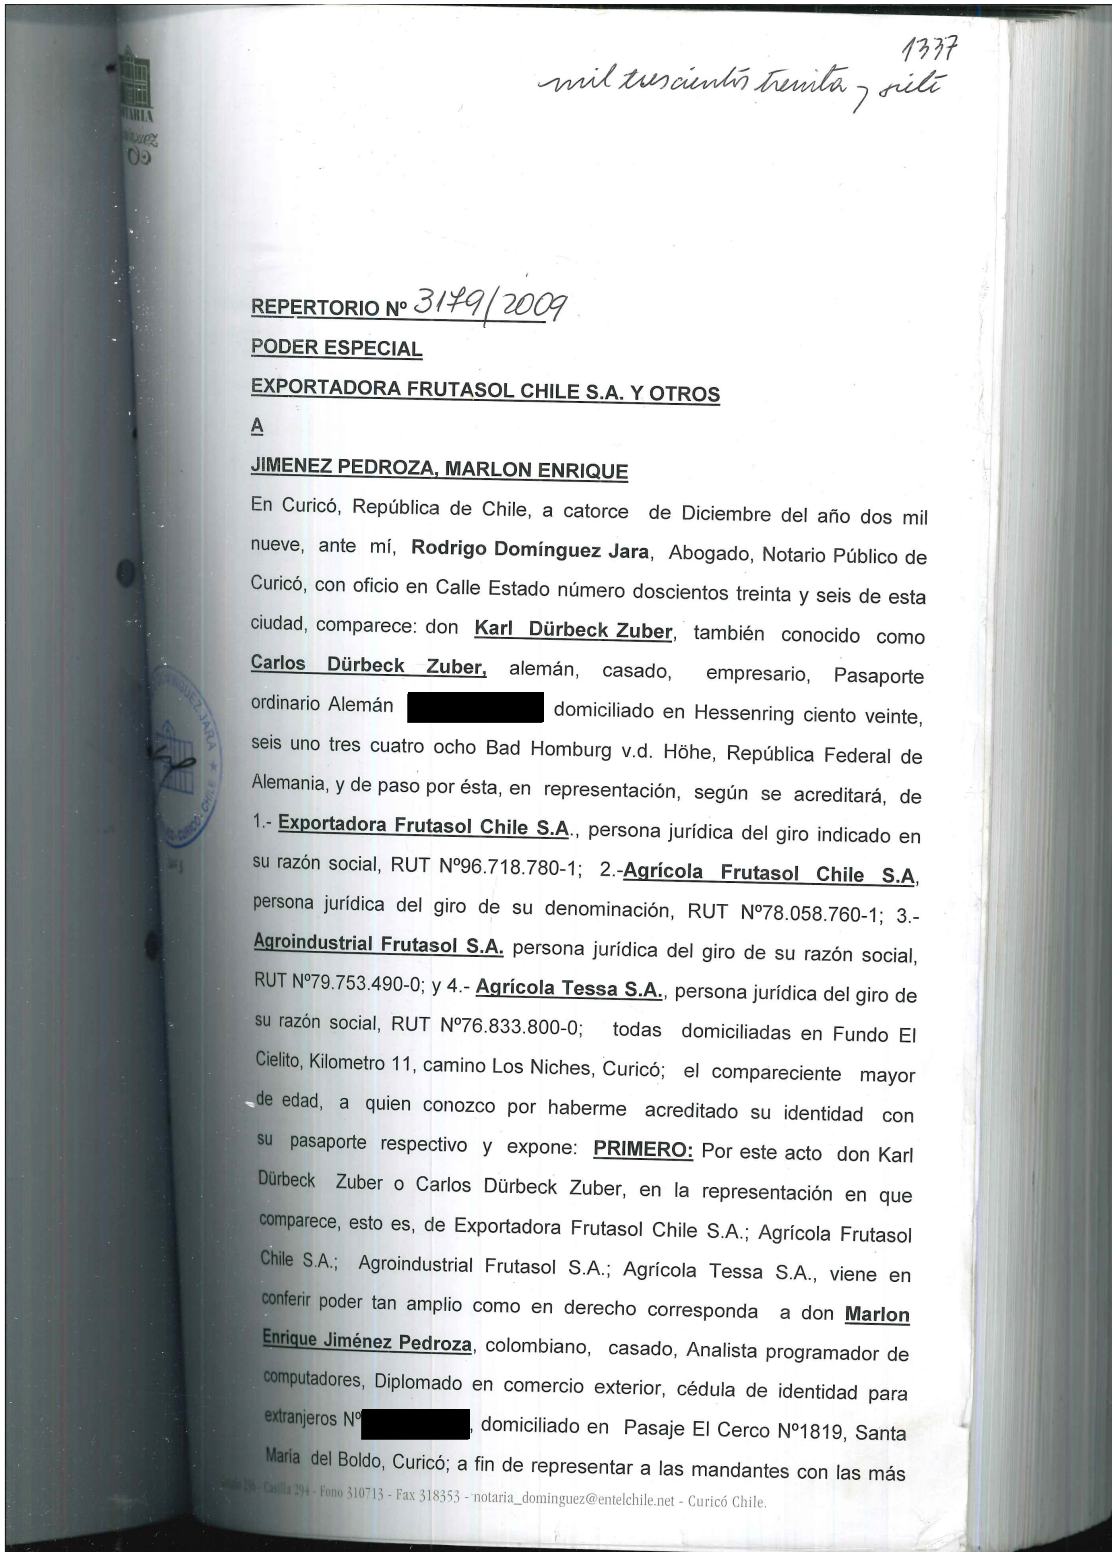 1337
mil trescientos treinta y siete
REPERTORIO Nº 3179/2009
PODER ESPECIAL
EXPORTADORA FRUTASOL CHILE S.A. Y OTROS
A
JIMENEZ PEDROZA, MARLON ENRIQUE
En Curicó, República de Chile, a catorce de Diciembre del año dos mil
nueve, ante mí, Rodrigo Domínguez Jara, Abogado, Notario Público de
Curicó, con oficio en Calle Estado número doscientos treinta y seis de esta
ciudad, comparece: don Karl Dürbeck Zuber, también conocido como
Carlos Dürbeck Zuber, alemán, casado, empresario, Pasaporte
ordinario Alemán domiciliado en Hessenring ciento veinte,
seis uno tres cuatro ocho Bad Homburg v.d. Höhe, República Federal de
Alemania, y de paso por ésta, en representación, según se acreditará, de
1.- Exportadora Frutasol Chile S.A., persona jurídica del giro indicado en
su razón social, RUT Nº96.718.780-1; 2.-Agrícola Frutasol Chile S.A,
persona jurídica del giro de su denominación, RUT Nº78.058.760-1; 3.-
Agroindustrial Frutasol S.A. persona jurídica del giro de su razón social,
RUT Nº79.753.490-0; y 4.- Agrícola Tessa S.A., persona jurídica del giro de
su razón social, RUT Nº76.833.800-0; todas domiciliadas en Fundo El
Cielito, Kilometro 11, camino Los Niches, Curicó; el compareciente mayor
de edad, a quien conozco por haberme acreditado su identidad con
su pasaporte respectivo y expone: PRIMERO: Por este acto don Karl
Dürbeck Zuber o Carlos Dürbeck Zuber, en la representación en que
comparece, esto es, de Exportadora Frutasol Chile S.A.; Agrícola Frutasol
Chile S.A.; Agroindustrial Frutasol S.A.; Agrícola Tessa S.A., viene en
conferir poder tan amplio como en derecho corresponda a don Marlon
Enrique Jiménez Pedroza, colombiano, casado, Analista programador de
computadores, Diplomado en comercio exterior, cédula de identidad para
extranjeros Nº , domiciliado en Pasaje El Cerco Nº1819, Santa
María del Boldo, Curicó; a fin de representar a las mandantes con las más
- Casilla 294 - Fono 310713 - Fax 318353 - notaria_dominguez@entelchile.net - Curicó Chile.